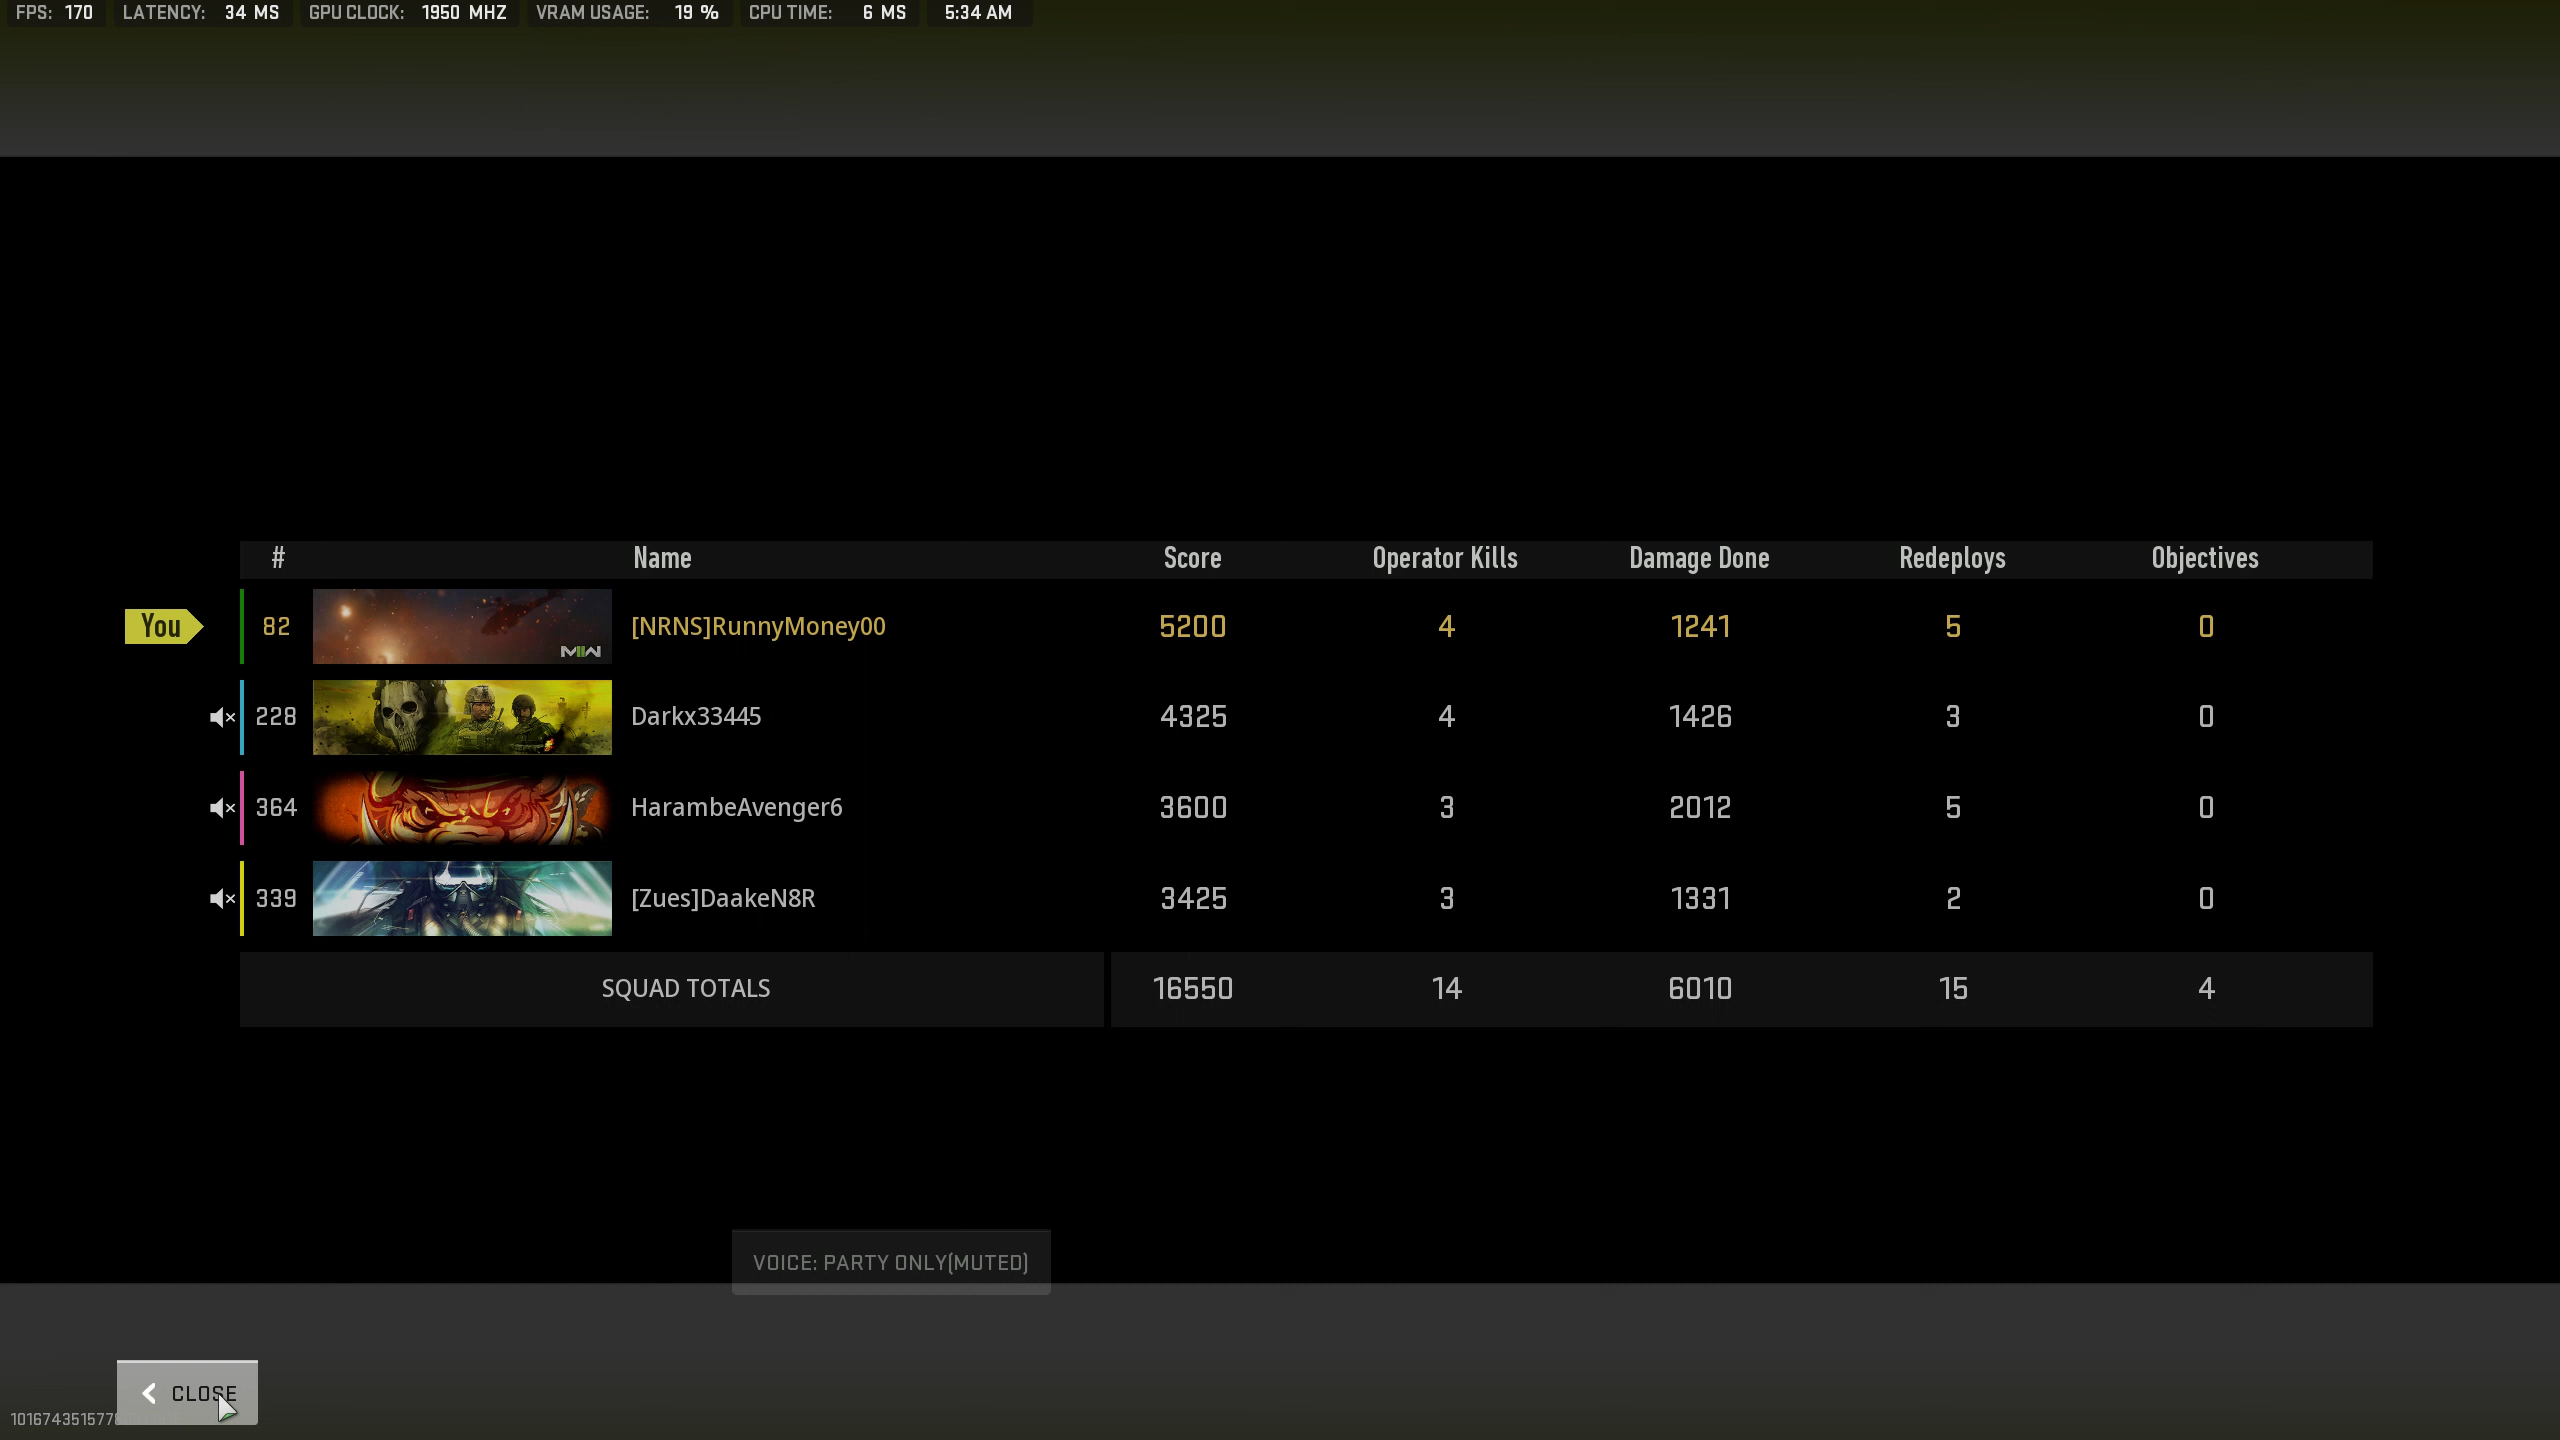 FPS: 170 LATENCY: 34 MS GPU CLOCK: 1950 MHZ VRAM USAGE: 19 % CPU TIME: 6 MS 5:34 AM
# Name Score Operator Kills Damage Done Redeploys Objectives
You 82 MWII [NRNS]RunnyMoney00 5200 4 1241 5 0
228 Darkx33445 4325 4 1426 3 0
364 HarambeAvenger6 3600 3 2012 5 0
339 [Zues]DaakeN8R 3425 3 1331 2 0
SQUAD TOTALS 16550 14 6010 15 4
VOICE: PARTY ONLY(MUTED)
CLOSE